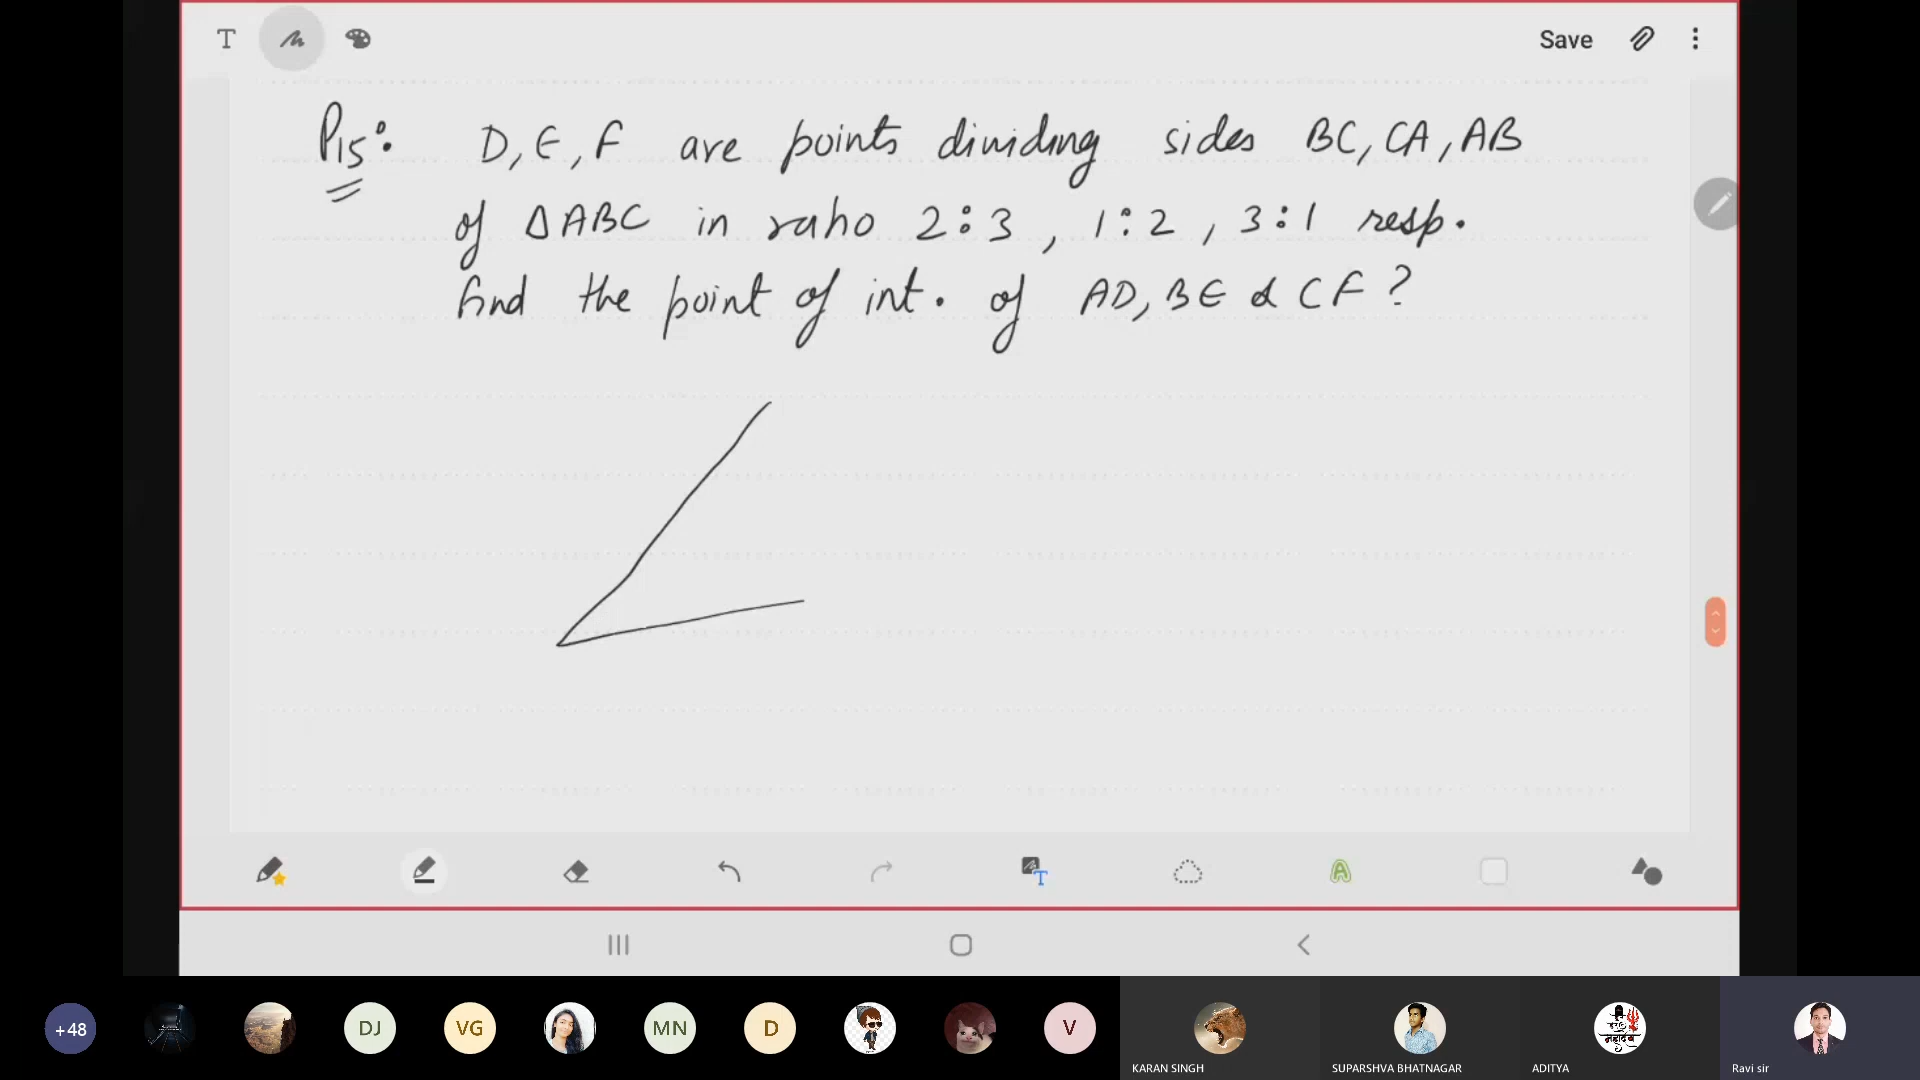 T
Save
P15: D, E, F are points dividing sides BC, CA, AB
of ΔABC in ratio 2:3, 1:2, 3:1 resp.
find the point of int. of AD, BE & CF?
T
A
+48
DJ
VG
MN
D
V
KARAN SINGH
SUPARSHVA BHATNAGAR
ADITYA
Ravi sir